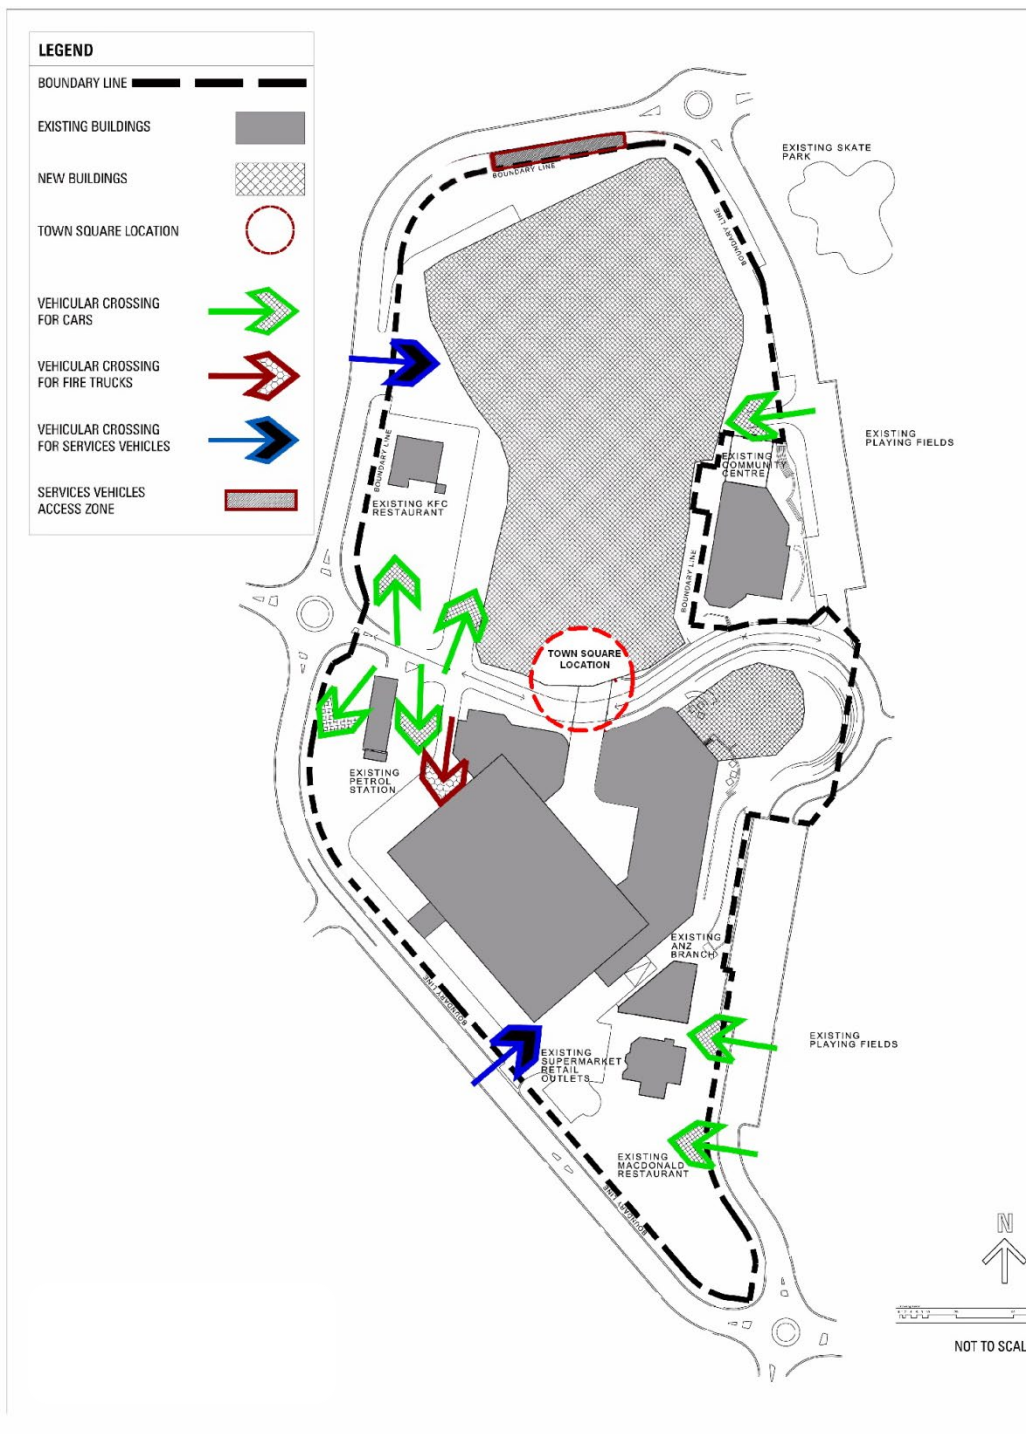 LEGEND
BOUNDARY LINE
EXISTING BUILDINGS
NEW BUILDINGS
TOWN SQUARE LOCATION
VEHICULAR CROSSING
FOR CARS
VEHICULAR CROSSING
FOR FIRE TRUCKS
VEHICULAR CROSSING
FOR SERVICES VEHICLES
SERVICES VEHICLES
ACCESS ZONE
EXISTING SKATE
PARK
BOUNDARY LINE
BOUNDARY LINE
EXISTING
PLAYING FIELDS
BOUNDARY LINE
EXISTING
COMMUNITY
CENTRE
EXISTING KFC
RESTAURANT
BOUNDARY LINE
TOWN SQUARE
LOCATION
EXISTING
PETROL
STATION
EXISTING
ANZ
BRANCH
BOUNDARY LINE
EXISTING
PLAYING FIELDS
EXISTING
SUPERMARKET
RETAIL
OUTLETS
EXISTING
MACDONALD
RESTAURANT
BOUNDARY LINE
N
NOT TO SCAL